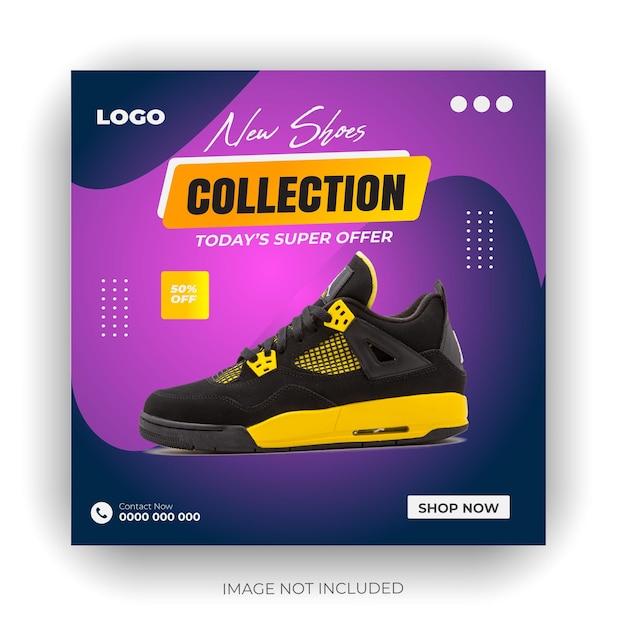 LOGO
New Shoes
COLLECTION
TODAY'S SUPER OFFER
50%
OFF
Contact Now
0000 000 000
SHOP NOW
IMAGE NOT INCLUDED